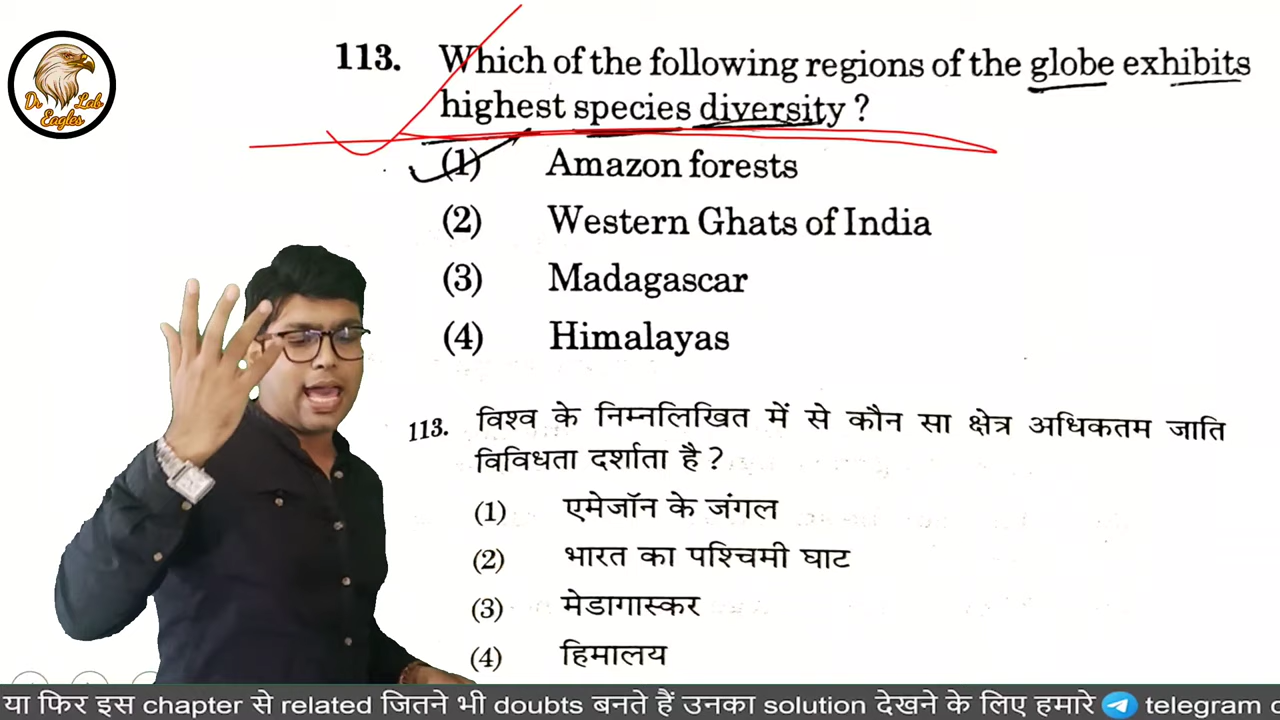 Dr Lab
Eagles
113. Which of the following regions of the globe exhibits
highest species diversity ?
(1) Amazon forests
(2) Western Ghats of India
(3) Madagascar
(4) Himalayas
113. विश्व के निम्नलिखित में से कौन सा क्षेत्र अधिकतम जाति
विविधता दर्शाता है ?
(1) एमेजॉन के जंगल
(2) भारत का पश्चिमी घाट
(3) मेडागास्कर
(4) हिमालय
या फिर इस chapter से related जितने भी doubts बनते हैं उनका solution देखने के लिए हमारे telegram